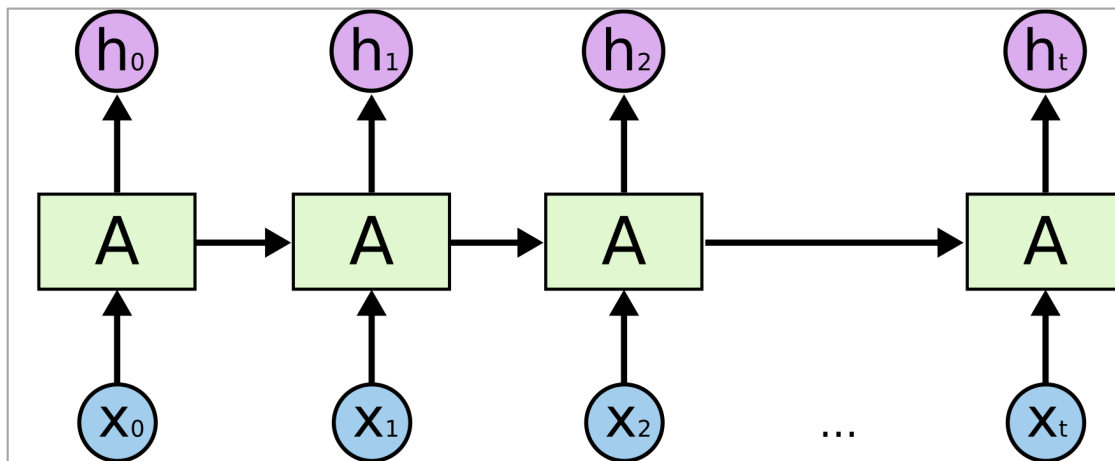 h₀ h₁ h₂ hₜ
A A A A
x₀ x₁ x₂ ... xₜ